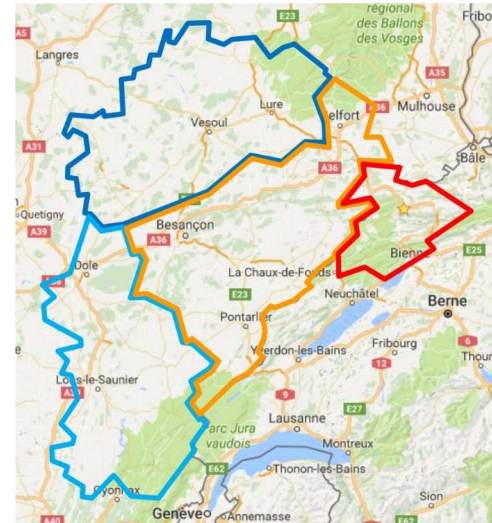 régional
des Ballons
des Vosges
E23
Fribo
A5
Langres
A35
Lure
elfort
A36
Mulhouse
Vesoul
A31
Bâle
A36
Quetigny
A39
A36
Besançon
Dole
Bienn
E25
La Chaux-de-Fonds
E23
Neuchâtel
Berne
Pontarlier
Fribourg
6
Yverdon-les-Bains
12
Thoun
e
Lons-le-Saunier
9
E27
Lausanne
Parc Jura
vaudois
Montreux
E62
Thonon-les-Bains
Oyonnax
Sion
Genève
A40
Annemasse
E62